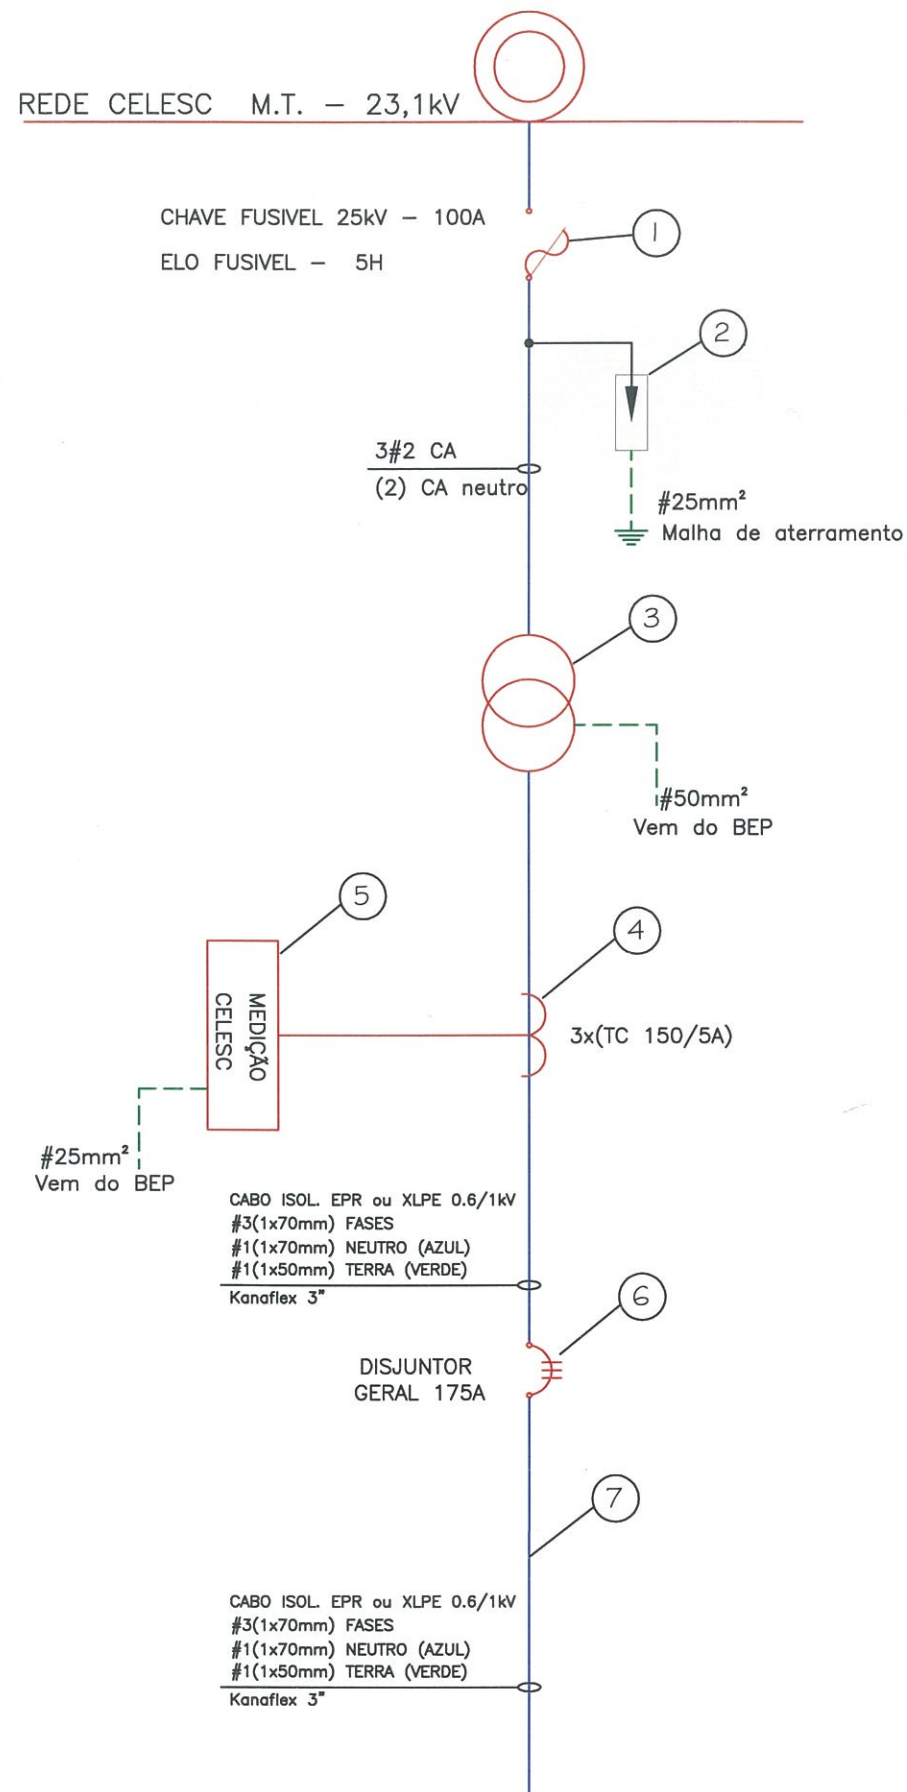 REDE CELESC M.T. – 23,1kV
CHAVE FUSIVEL 25kV – 100A
1
ELO FUSIVEL – 5H
2
3#2 CA
(2) CA neutro
#25mm²
Malha de aterramento
3
#50mm²
Vem do BEP
5
4
MEDIÇÃO
CELESC
3x(TC 150/5A)
#25mm²
Vem do BEP
CABO ISOL. EPR ou XLPE 0.6/1kV
#3(1x70mm) FASES
#1(1x70mm) NEUTRO (AZUL)
#1(1x50mm) TERRA (VERDE)
Kanaflex 3"
6
DISJUNTOR
GERAL 175A
7
CABO ISOL. EPR ou XLPE 0.6/1kV
#3(1x70mm) FASES
#1(1x70mm) NEUTRO (AZUL)
#1(1x50mm) TERRA (VERDE)
Kanaflex 3"